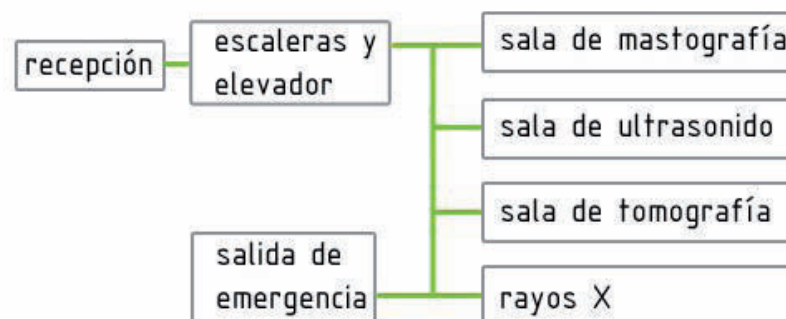 recepción
escaleras y
elevador
sala de mastografía
sala de ultrasonido
sala de tomografía
salida de
emergencia
rayos X